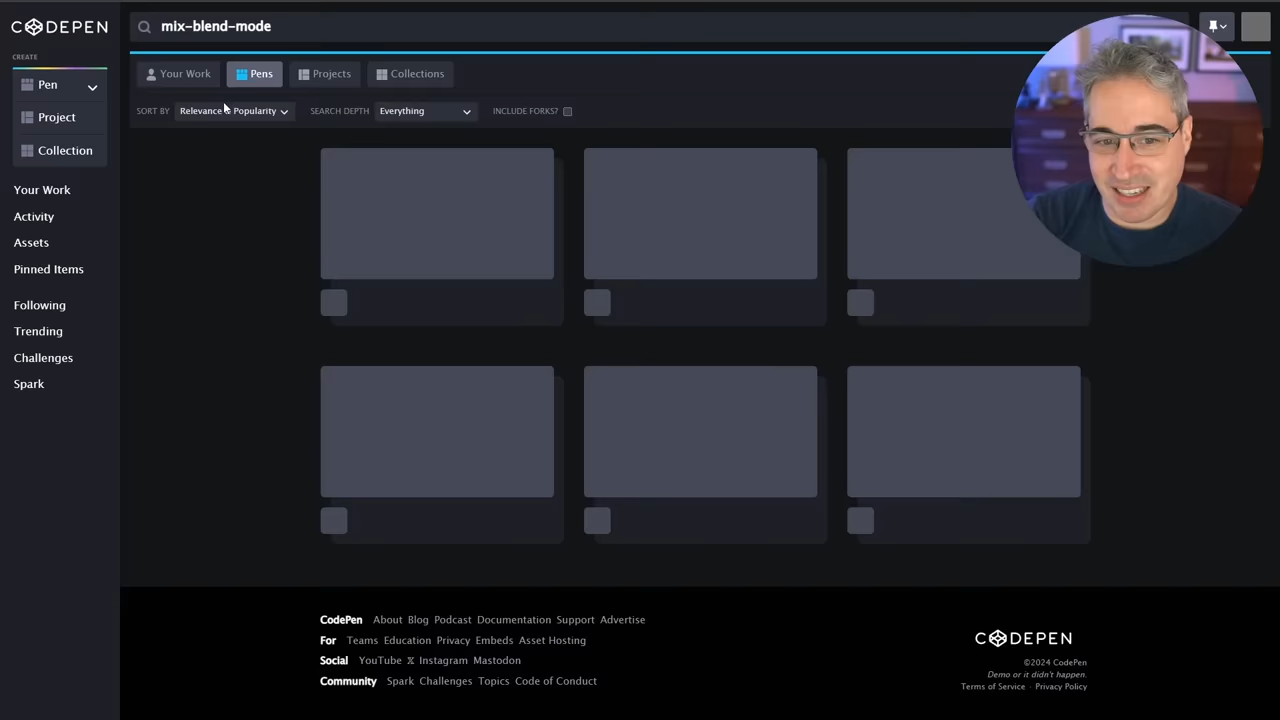 CODEPEN
mix-blend-mode
CREATE
Pen
Project
Collection
Your Work
Activity
Assets
Pinned Items
Following
Trending
Challenges
Spark
Your Work Pens Projects Collections
SORT BY Relevance & Popularity SEARCH DEPTH Everything INCLUDE FORKS?
CodePen About Blog Podcast Documentation Support Advertise
For Teams Education Privacy Embeds Asset Hosting
Social YouTube 𝕏 Instagram Mastodon
Community Spark Challenges Topics Code of Conduct
CODEPEN
©2024 CodePen
Demo or it didn't happen.
Terms of Service · Privacy Policy